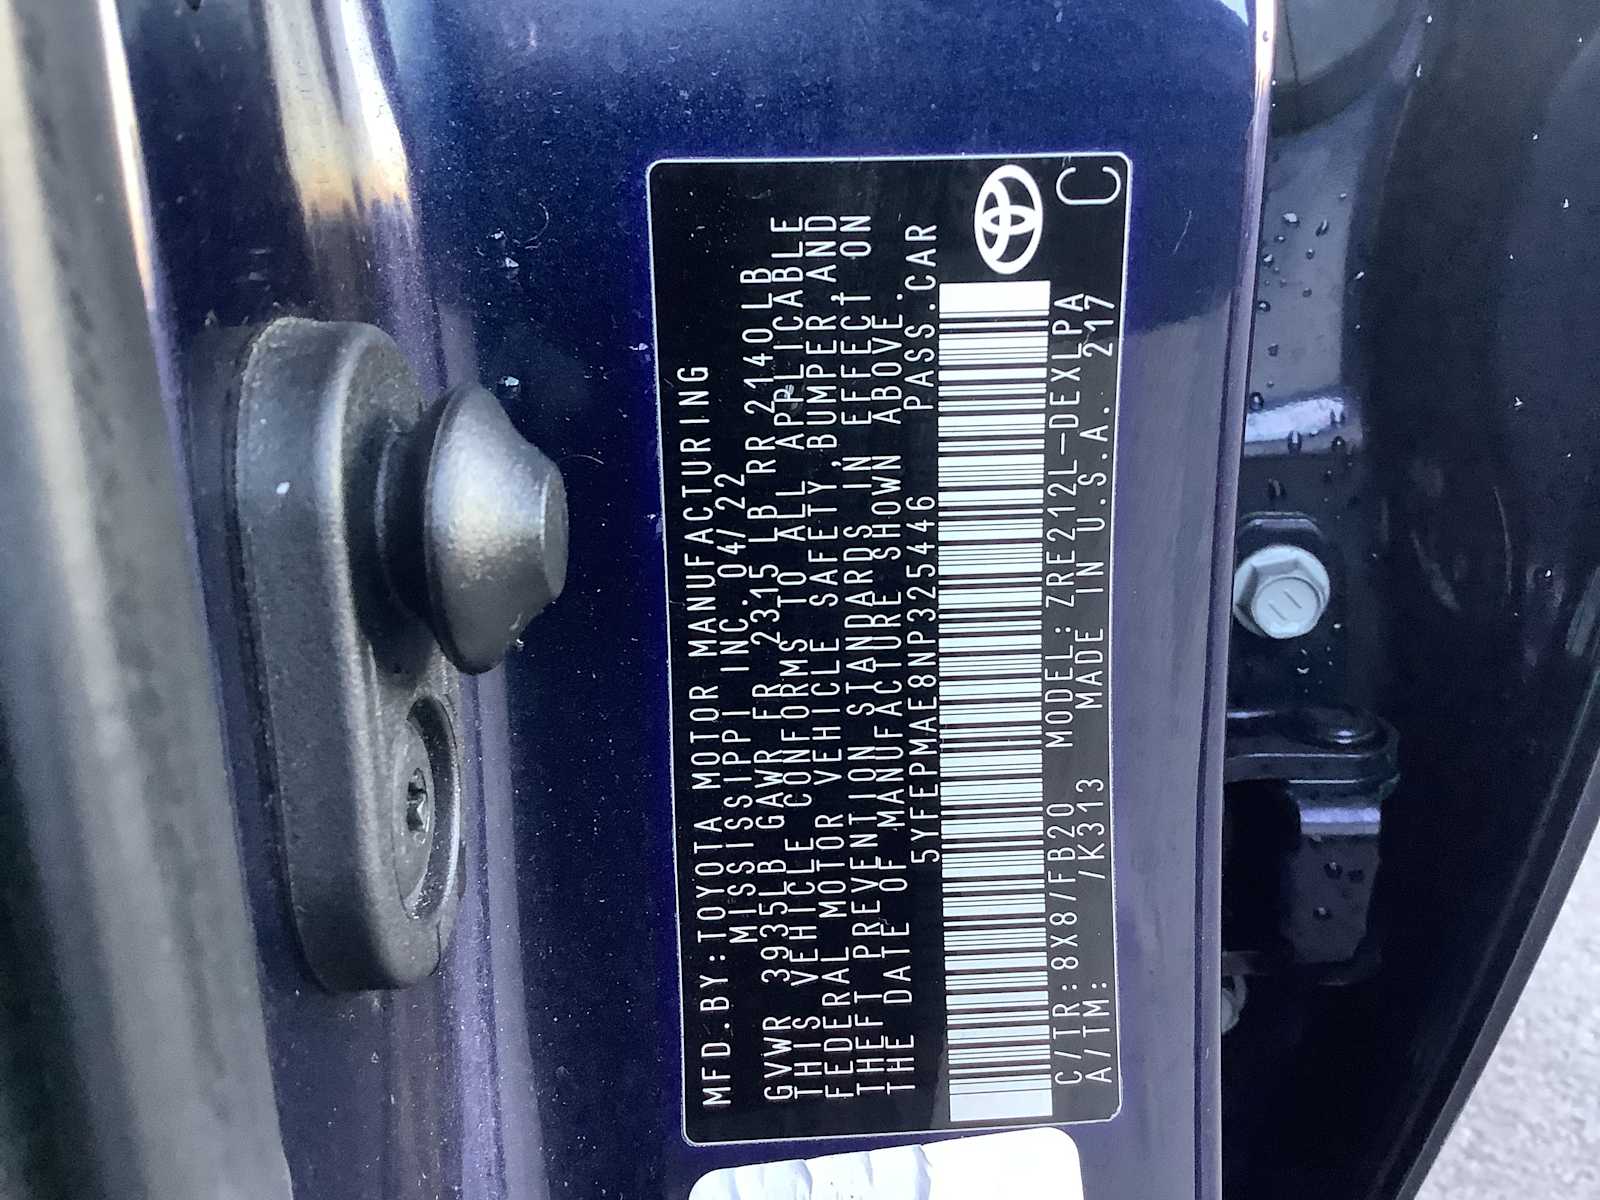 MFD.BY:TOYOTA MOTOR MANUFACTURING
MISSISSIPPI INC. 04/22
GVWR 3935LB GAWR FR 2315 LB RR 2140LB
THIS VEHICLE CONFORMS TO ALL APPLICABLE
FEDERAL MOTOR VEHICLE SAFETY, BUMPER, AND
THEFT PREVENTION STANDARDS IN EFFECT ON
THE DATE OF MANUFACTURE SHOWN ABOVE.
5YFEPMAE8NP325446 PASS.CAR
C/TR:8X8/FB20 MODEL:ZRE212L-DEXLPA
A/TM: /K313 MADE IN U.S.A. 217
C